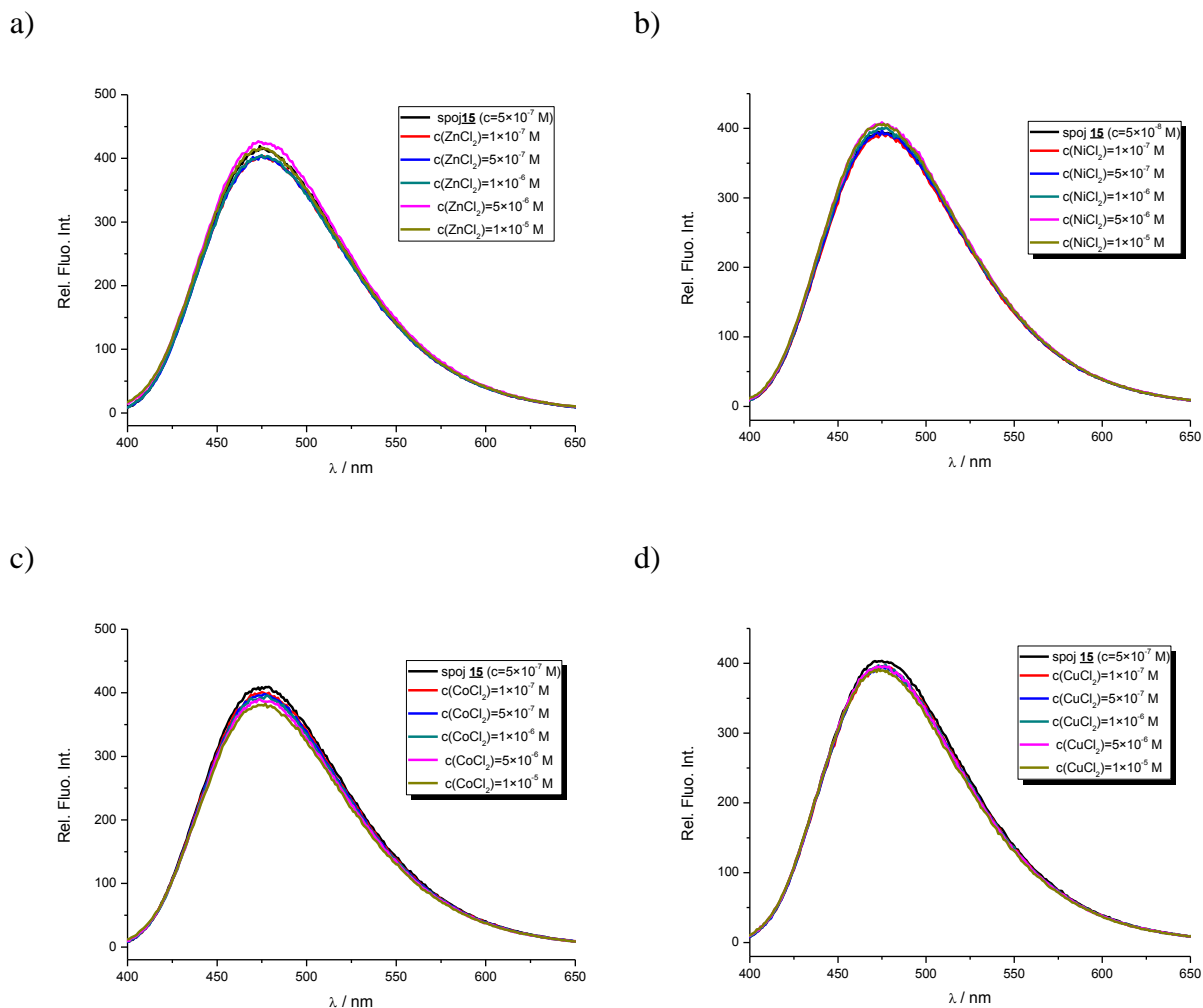 a)
500
400
300
200
100
0
Rel. Fluo. Int.
400 450 500 550 600 650
λ / nm
spoj15 (c=5×10⁻⁷ M)
c(ZnCl₂)=1×10⁻⁷ M
c(ZnCl₂)=5×10⁻⁷ M
c(ZnCl₂)=1×10⁻⁶ M
c(ZnCl₂)=5×10⁻⁶ M
c(ZnCl₂)=1×10⁻⁵ M
b)
400
300
200
100
0
Rel. Fluo. Int.
400 450 500 550 600 650
λ / nm
spoj 15 (c=5×10⁻⁸ M)
c(NiCl₂)=1×10⁻⁷ M
c(NiCl₂)=5×10⁻⁷ M
c(NiCl₂)=1×10⁻⁶ M
c(NiCl₂)=5×10⁻⁶ M
c(NiCl₂)=1×10⁻⁵ M
c)
500
400
300
200
100
0
Rel. Fluo. Int.
400 450 500 550 600 650
λ / nm
spoj 15 (c=5×10⁻⁷ M)
c(CoCl₂)=1×10⁻⁷ M
c(CoCl₂)=5×10⁻⁷ M
c(CoCl₂)=1×10⁻⁶ M
c(CoCl₂)=5×10⁻⁶ M
c(CoCl₂)=1×10⁻⁵ M
d)
400
300
200
100
0
Rel. Fluo. Int.
400 450 500 550 600 650
λ / nm
spoj 15 (c=5×10⁻⁷ M)
c(CuCl₂)=1×10⁻⁷ M
c(CuCl₂)=5×10⁻⁷ M
c(CuCl₂)=1×10⁻⁶ M
c(CuCl₂)=5×10⁻⁶ M
c(CuCl₂)=1×10⁻⁵ M